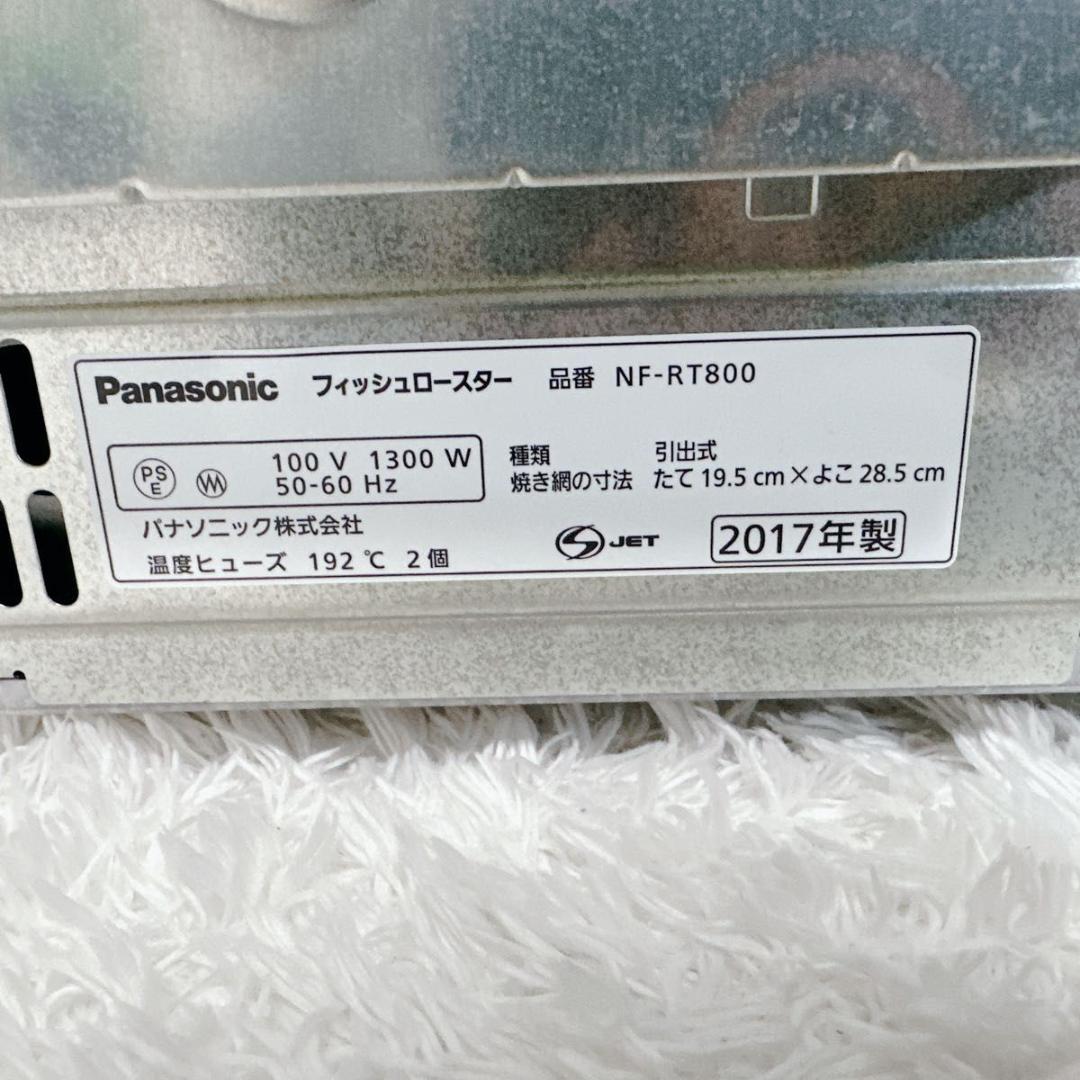 Panasonic フィッシュロースター 品番 NF-RT800
PS E 100 V 1300 W
50-60 Hz
種類 引出式
焼き網の寸法 たて 19.5 cm×よこ 28.5 cm
パナソニック株式会社
温度ヒューズ 192 ℃ 2 個
S JET 2017年製